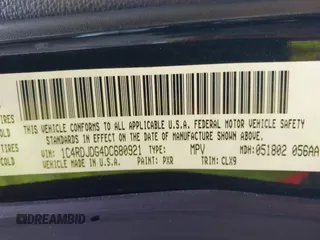 THIS VEHICLE CONFORMS TO ALL APPLICABLE U.S.A. FEDERAL MOTOR VEHICLE SAFETY
STANDARDS IN EFFECT ON THE DATE OF MANUFACTURE SHOWN ABOVE.
VIN: 1C4RDJDG4DC680921 TYPE: MPV MDH: 051802 056AA
MADE IN U.S.A. PAINT: PXR TRIM: CLX9
DREAMBID